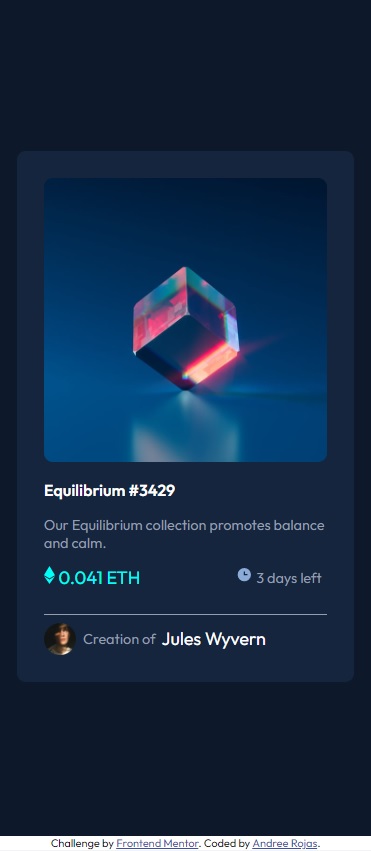 Equilibrium #3429
Our Equilibrium collection promotes balance
and calm.
0.041 ETH
3 days left
Creation of Jules Wyvern
Challenge by Frontend Mentor. Coded by Andree Rojas.